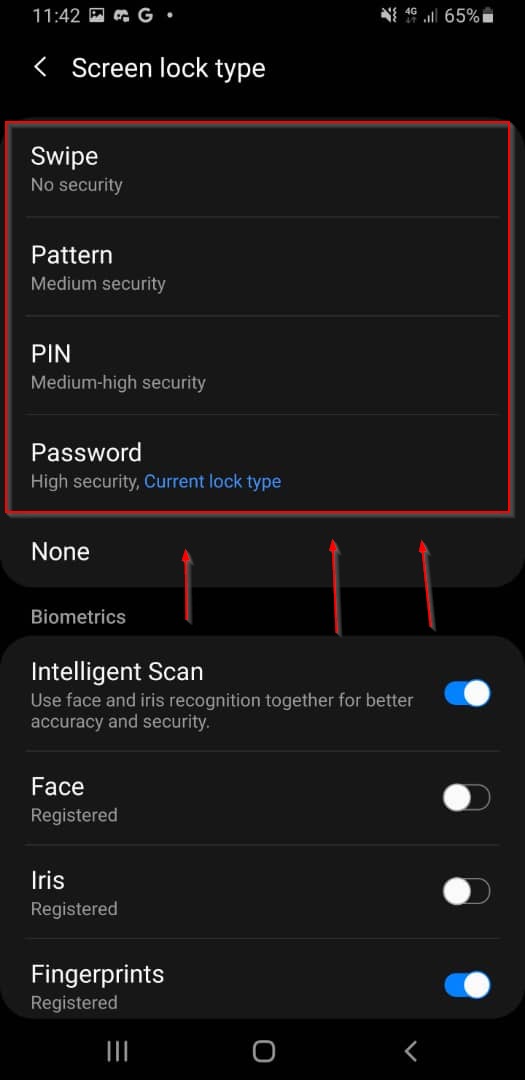 11:42 G 4G 65%
Screen lock type
Swipe
No security
Pattern
Medium security
PIN
Medium-high security
Password
High security, Current lock type
None
Biometrics
Intelligent Scan
Use face and iris recognition together for better
accuracy and security.
Face
Registered
Iris
Registered
Fingerprints
Registered